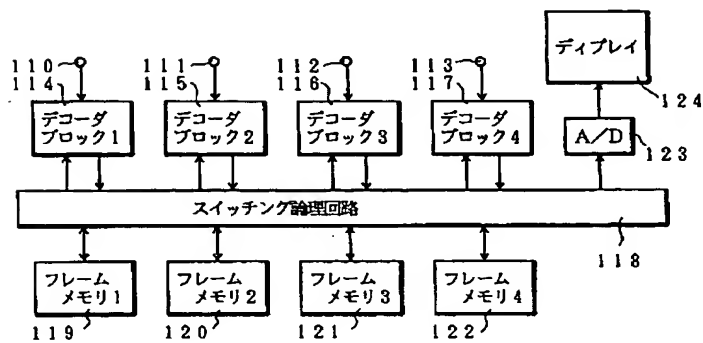 110
111
112
113
114
115
116
117
ディプレイ
124
デコーダ
ブロック1
デコーダ
ブロック2
デコーダ
ブロック3
デコーダ
ブロック4
A/D
123
スイッチング論理回路
118
フレーム
メモリ1
フレーム
メモリ2
フレーム
メモリ3
フレーム
メモリ4
119
120
121
122